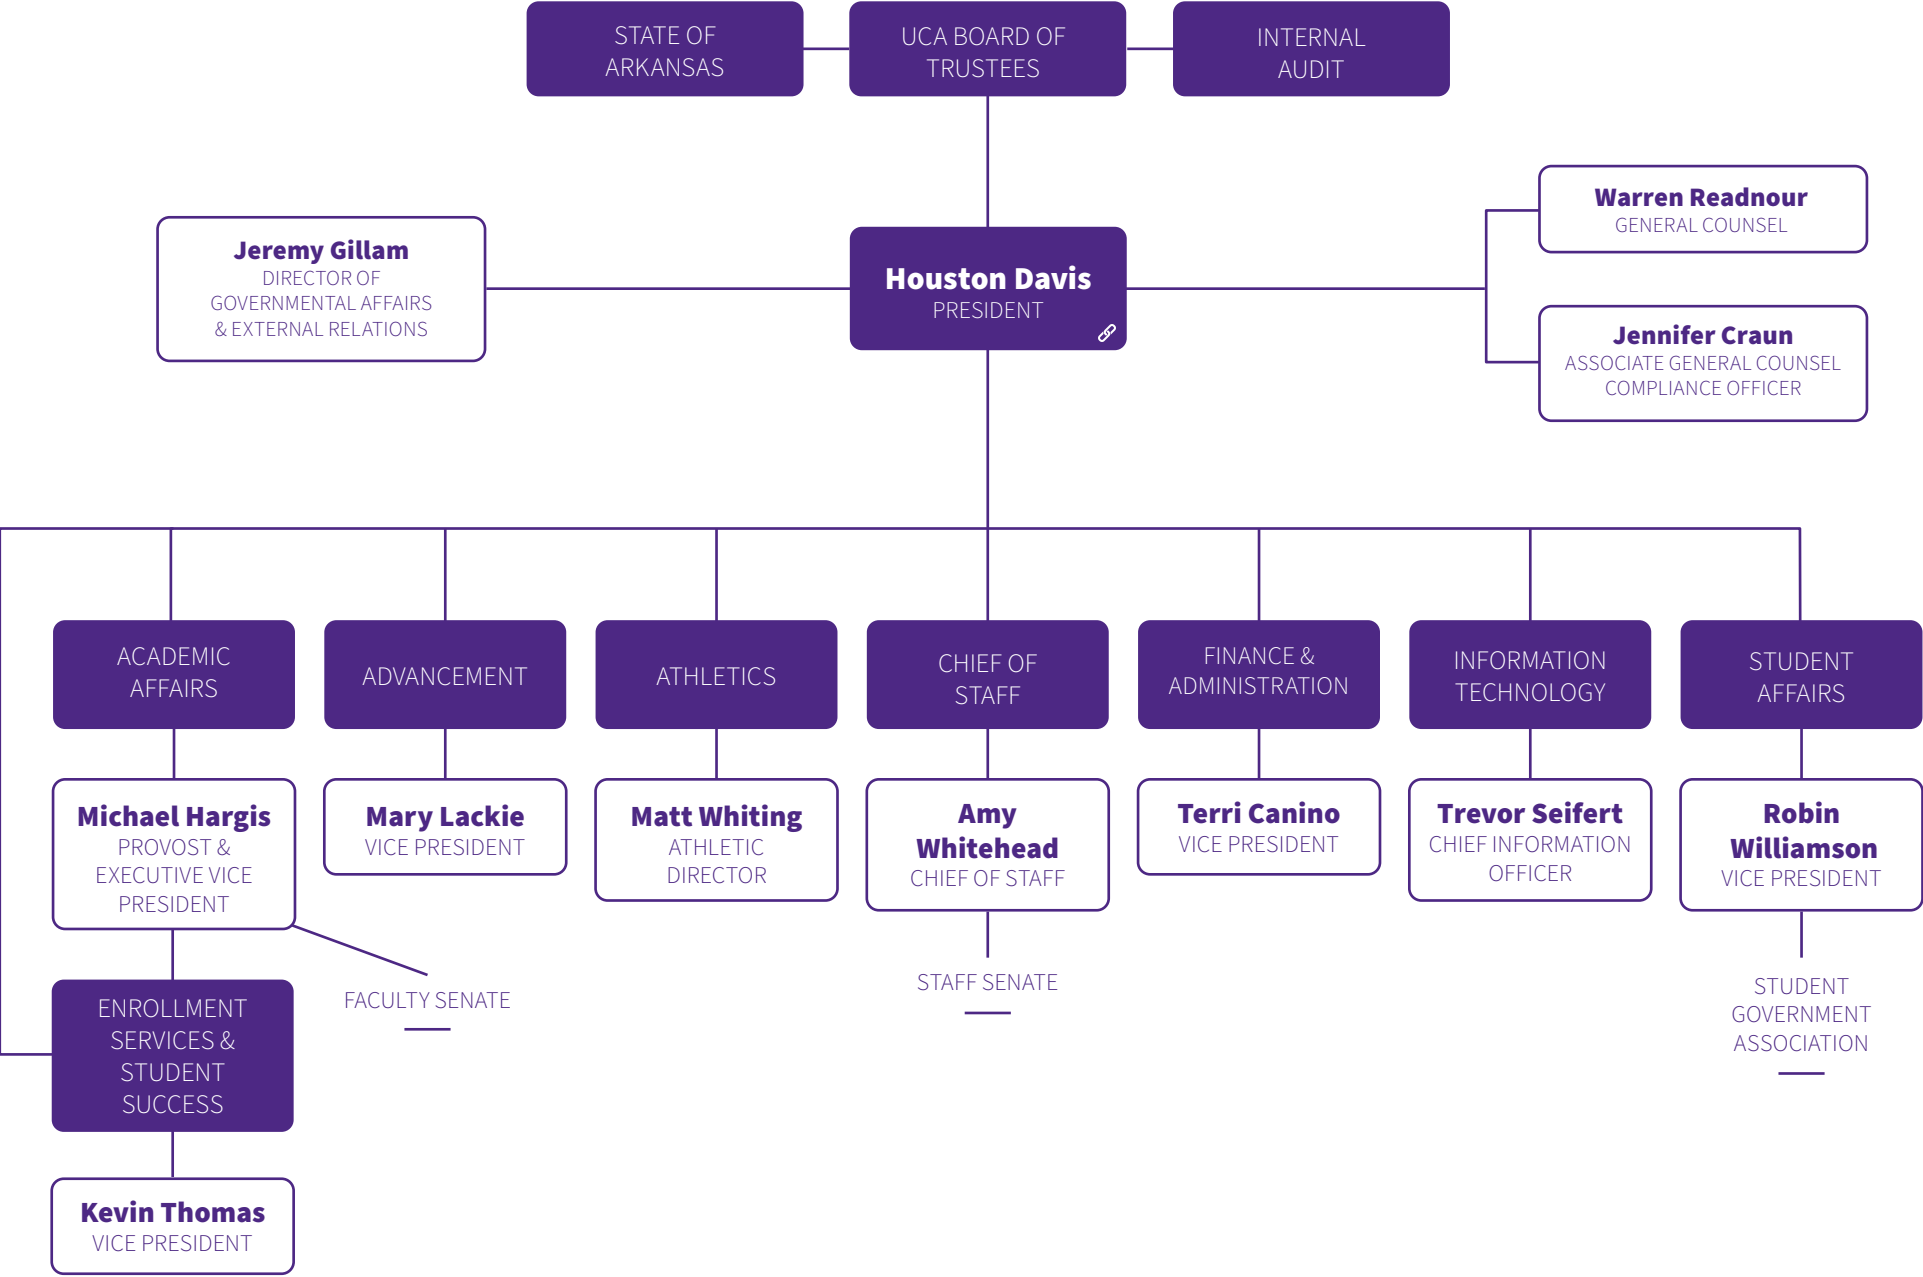 STATE OF
ARKANSAS
UCA BOARD OF
TRUSTEES
INTERNAL
AUDIT
Jeremy Gillam
DIRECTOR OF
GOVERNMENTAL AFFAIRS
& EXTERNAL RELATIONS
Houston Davis
PRESIDENT
Warren Readnour
GENERAL COUNSEL
Jennifer Craun
ASSOCIATE GENERAL COUNSEL
COMPLIANCE OFFICER
ACADEMIC
AFFAIRS
ADVANCEMENT
ATHLETICS
CHIEF OF
STAFF
FINANCE &
ADMINISTRATION
INFORMATION
TECHNOLOGY
STUDENT
AFFAIRS
Michael Hargis
PROVOST &
EXECUTIVE VICE
PRESIDENT
Mary Lackie
VICE PRESIDENT
Matt Whiting
ATHLETIC
DIRECTOR
Amy
Whitehead
CHIEF OF STAFF
Terri Canino
VICE PRESIDENT
Trevor Seifert
CHIEF INFORMATION
OFFICER
Robin
Williamson
VICE PRESIDENT
FACULTY SENATE
STAFF SENATE
STUDENT
GOVERNMENT
ASSOCIATION
ENROLLMENT
SERVICES &
STUDENT
SUCCESS
Kevin Thomas
VICE PRESIDENT